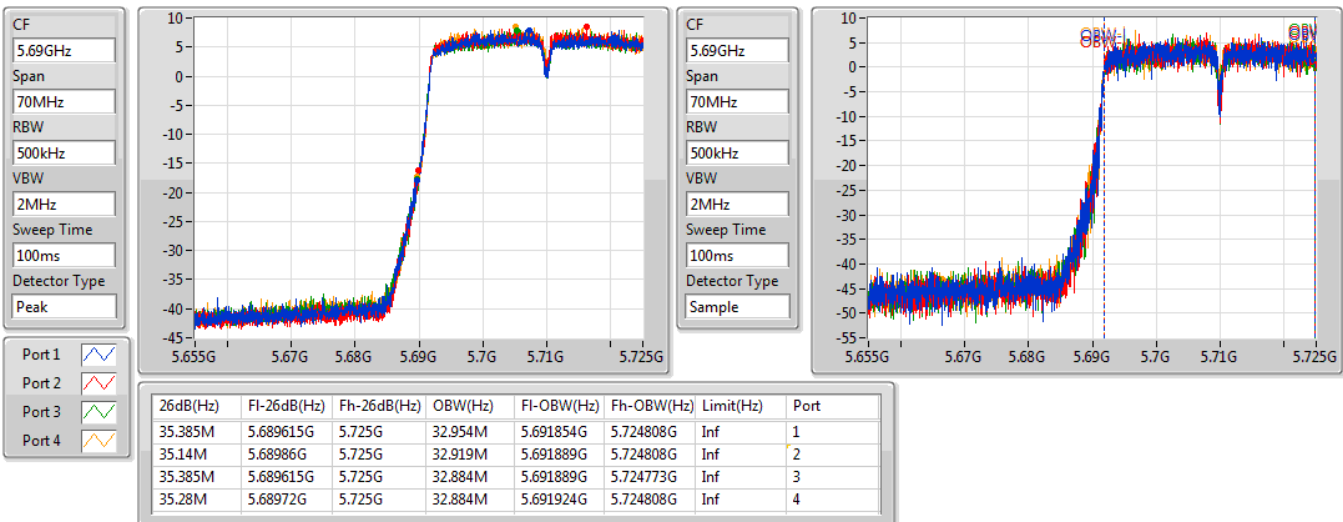 CF
5.69GHz
Span
70MHz
RBW
500kHz
VBW
2MHz
Sweep Time
100ms
Detector Type
Peak
10
5
0
-5
-10
-15
-20
-25
-30
-35
-40
-45
5.655G 5.67G 5.68G 5.69G 5.7G 5.71G 5.725G
CF
5.69GHz
Span
70MHz
RBW
500kHz
VBW
2MHz
Sweep Time
100ms
Detector Type
Sample
10
5
0
-5
-10
-15
-20
-25
-30
-35
-40
-45
-50
-55
5.655G 5.67G 5.68G 5.69G 5.7G 5.71G 5.725G
Port 1
Port 2
Port 3
Port 4
26dB(Hz) Fl-26dB(Hz) Fh-26dB(Hz) OBW(Hz) Fl-OBW(Hz) Fh-OBW(Hz) Limit(Hz) Port
35.385M 5.689615G 5.725G 32.954M 5.691854G 5.724808G Inf 1
35.14M 5.68986G 5.725G 32.919M 5.691889G 5.724808G Inf 2
35.385M 5.689615G 5.725G 32.884M 5.691889G 5.724773G Inf 3
35.28M 5.68972G 5.725G 32.884M 5.691924G 5.724808G Inf 4